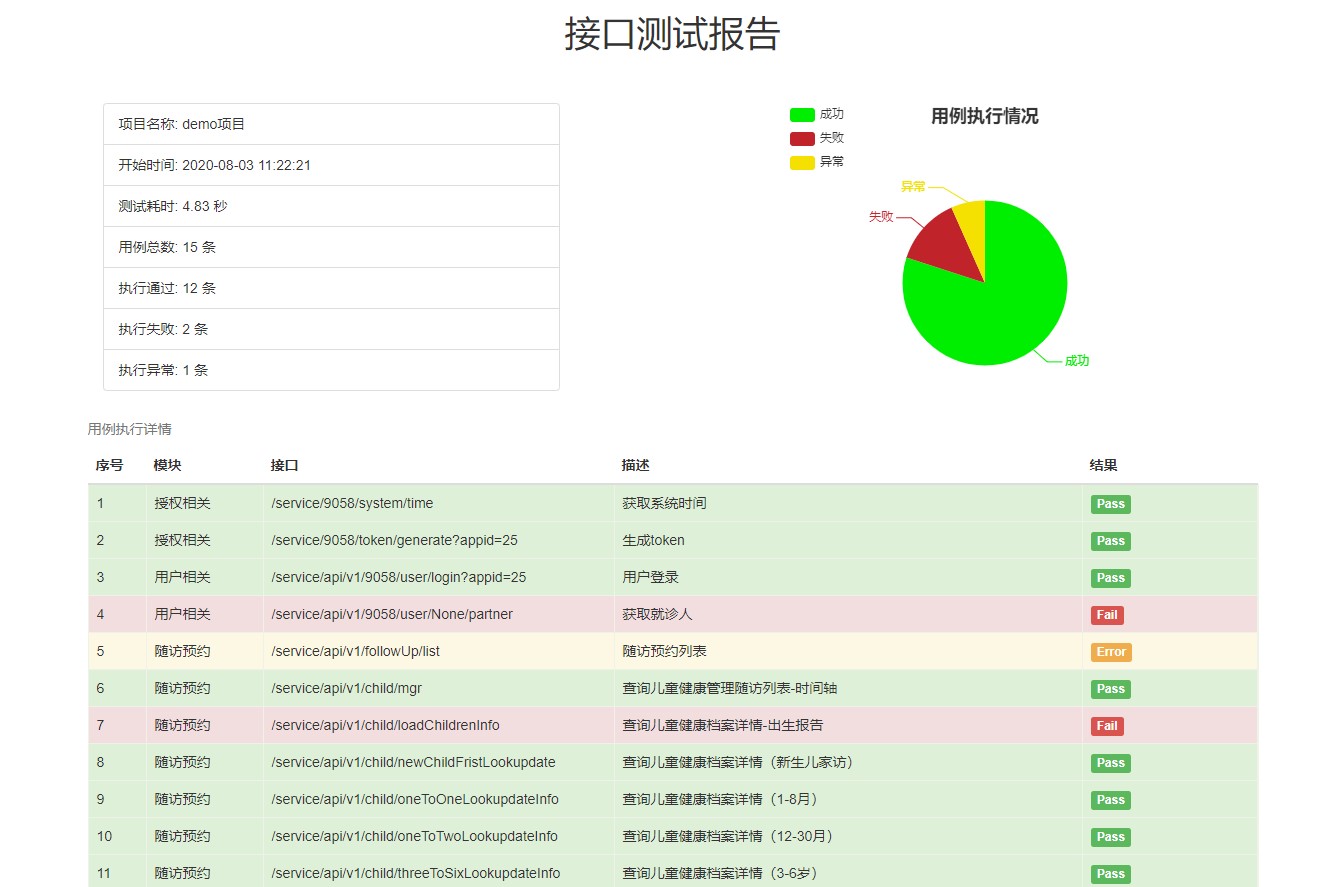 接口测试报告
项目名称: demo项目
开始时间: 2020-08-03 11:22:21
测试耗时: 4.83 秒
用例总数: 15 条
执行通过: 12 条
执行失败: 2 条
执行异常: 1 条
成功
失败
异常
用例执行情况
异常
失败
成功
用例执行详情
序号 模块 接口 描述 结果
1 授权相关 /service/9058/system/time 获取系统时间 Pass
2 授权相关 /service/9058/token/generate?appid=25 生成token Pass
3 用户相关 /service/api/v1/9058/user/login?appid=25 用户登录 Pass
4 用户相关 /service/api/v1/9058/user/None/partner 获取就诊人 Fail
5 随访预约 /service/api/v1/followUp/list 随访预约列表 Error
6 随访预约 /service/api/v1/child/mgr 查询儿童健康管理随访列表-时间轴 Pass
7 随访预约 /service/api/v1/child/loadChildrenInfo 查询儿童健康档案详情-出生报告 Fail
8 随访预约 /service/api/v1/child/newChildFristLookupdate 查询儿童健康档案详情（新生儿家访） Pass
9 随访预约 /service/api/v1/child/oneToOneLookupdateInfo 查询儿童健康档案详情（1-8月） Pass
10 随访预约 /service/api/v1/child/oneToTwoLookupdateInfo 查询儿童健康档案详情（12-30月） Pass
11 随访预约 /service/api/v1/child/threeToSixLookupdateInfo 查询儿童健康档案详情（3-6岁） Pass